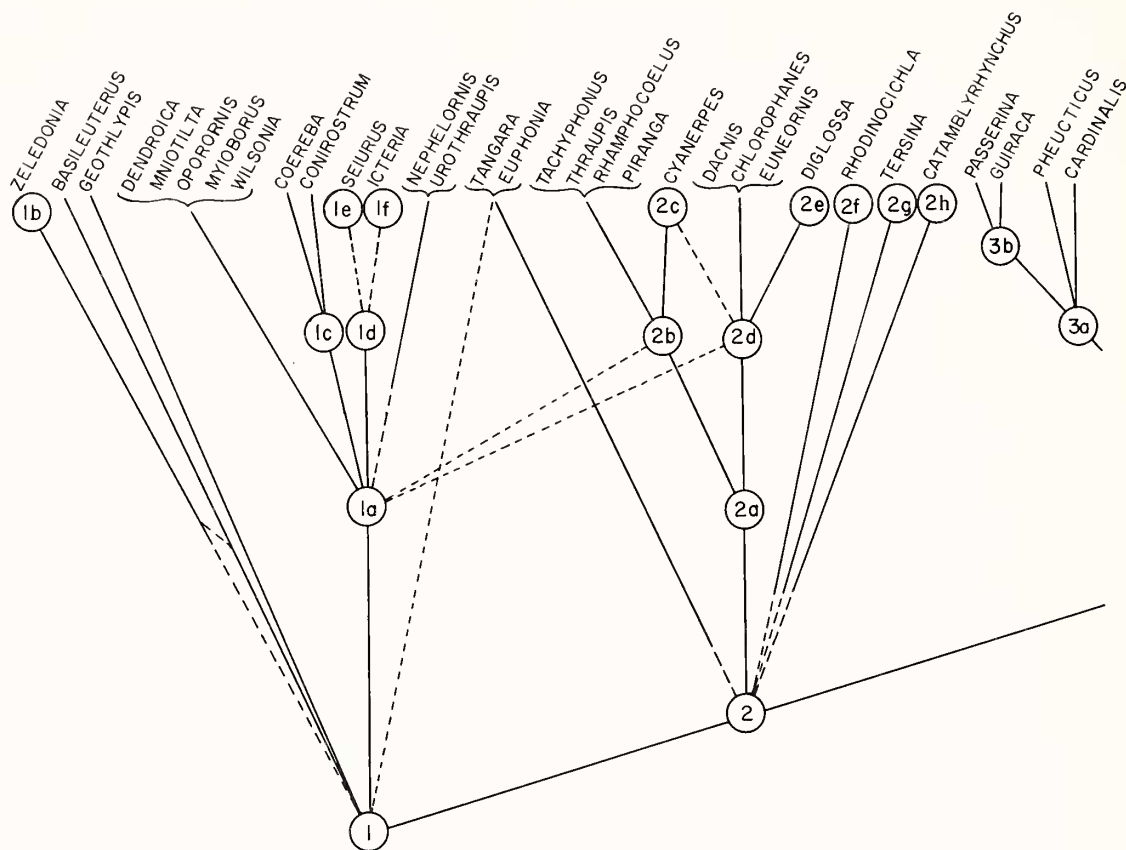 ZELEDONIA
BASILEUTERUS
GEOTHLYPIS
DENDROICA
MNIOTILTA
OPORORNIS
MYIOBORUS
WILSONIA
COEREBA
CONIROSTRUM
SEIURUS
ICTERIA
NEPHELORNIS
UROTHRAUPIS
TANGARA
EUPHONIA
TACHYPHONUS
THRAUPIS
RHAMPHOCOELUS
PIRANGA
CYANERPES
DACNIS
CHLOROPHANES
EUNEORNIS
DIGLOSSA
RHODINOCICHLA
TERSINA
CATAMBLYRHYNCHUS
PASSERINA
GUIRACA
PHEUCTICUS
CARDINALIS
1b
1e
1f
2c
2e
2f
2g
2h
3b
1c
1d
2b
2d
3a
1a
2a
2
1